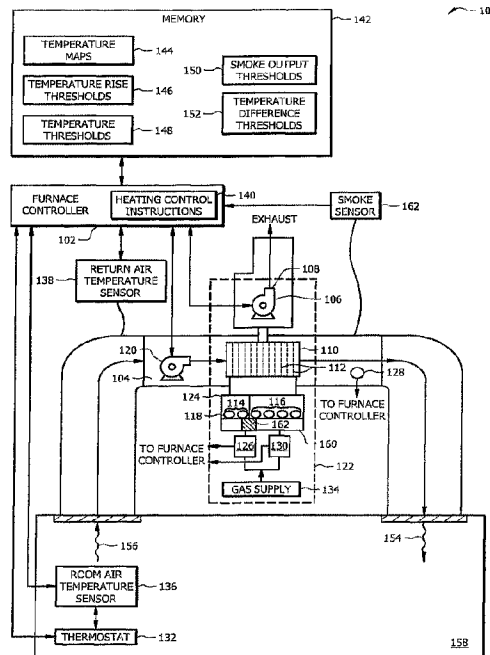 10
MEMORY
142
TEMPERATURE
MAPS
144
150
SMOKE OUTPUT
THRESHOLDS
TEMPERATURE RISE
THRESHOLDS
146
152
TEMPERATURE
DIFFERENCE
THRESHOLDS
TEMPERATURE
THRESHOLDS
148
140
FURNACE
CONTROLLER
HEATING CONTROL
INSTRUCTIONS
102
SMOKE
SENSOR
162
EXHAUST
138
RETURN AIR
TEMPERATURE
SENSOR
108
106
120
104
110
112
128
124
114
116
118
162
TO FURNACE
CONTROLLER
160
TO FURNACE
CONTROLLER
126
130
122
GAS SUPPLY
134
156
154
ROOM AIR
TEMPERATURE
SENSOR
136
THERMOSTAT
132
158